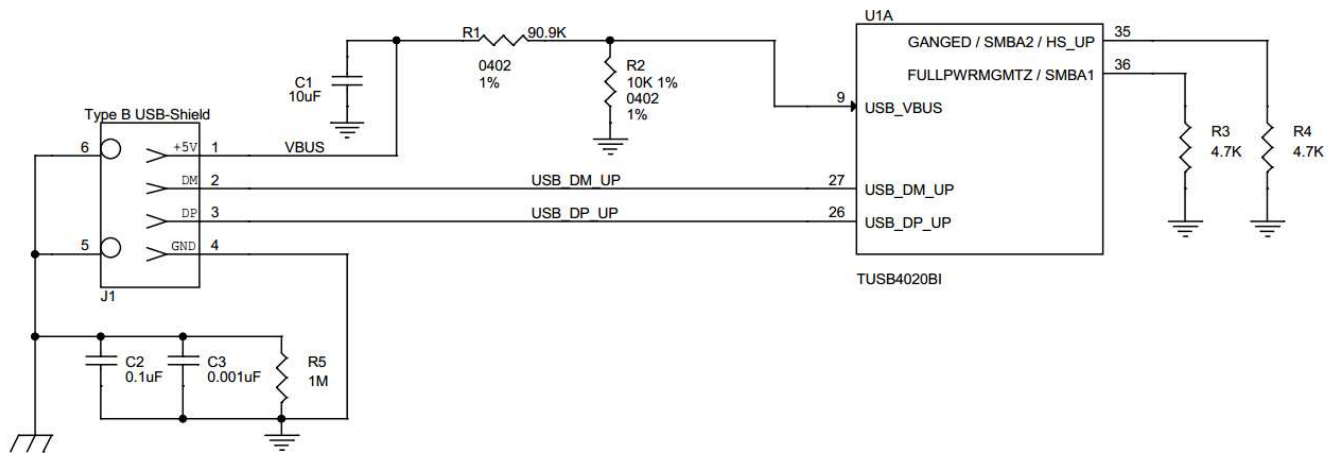 U1A
R1 90.9K
0402
1%
C1
10uF
R2
10K 1%
0402
1%
GANGED / SMBA2 / HS_UP 35
FULLPWRMGMTZ / SMBA1 36
9 USB_VBUS
R3
4.7K
R4
4.7K
Type B USB-Shield
6 +5V 1 VBUS
DM 2 USB_DM_UP 27 USB_DM_UP
DP 3 USB_DP_UP 26 USB_DP_UP
5 GND 4
J1
TUSB4020BI
C2
0.1uF
C3
0.001uF
R5
1M